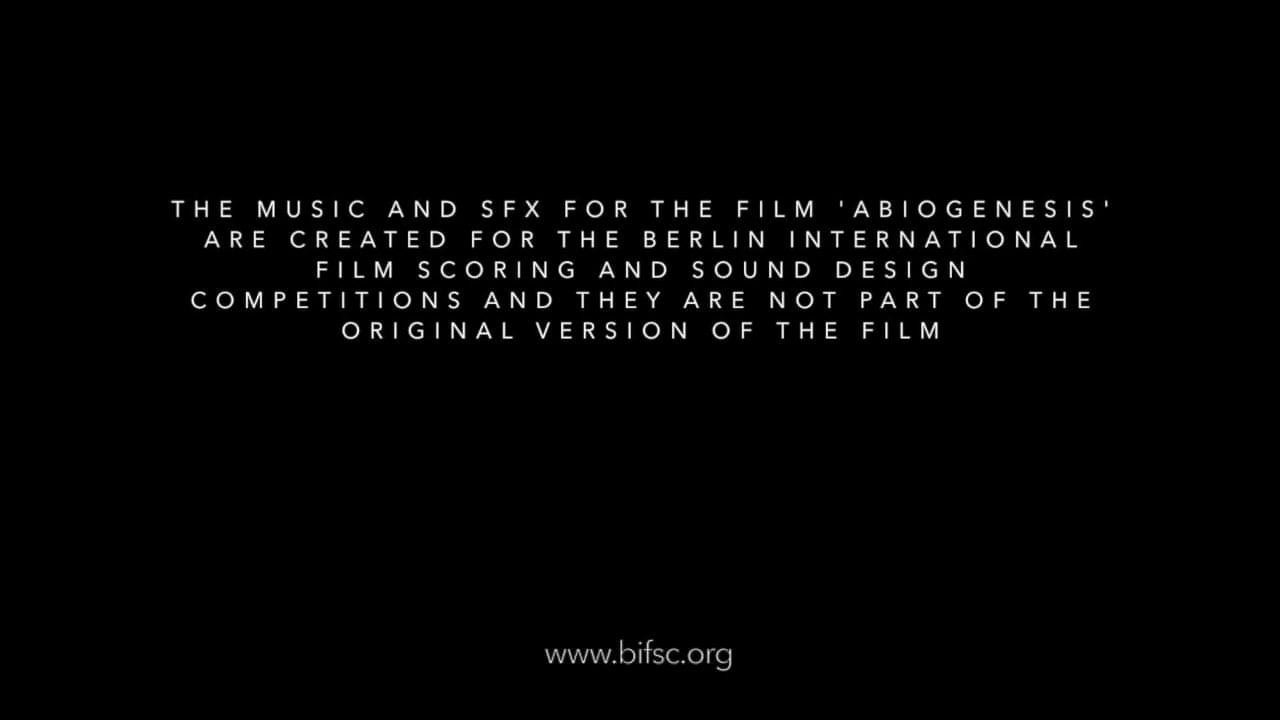 THE MUSIC AND SFX FOR THE FILM 'ABIOGENESIS'
ARE CREATED FOR THE BERLIN INTERNATIONAL
FILM SCORING AND SOUND DESIGN
COMPETITIONS AND THEY ARE NOT PART OF THE
ORIGINAL VERSION OF THE FILM
www.bifsc.org